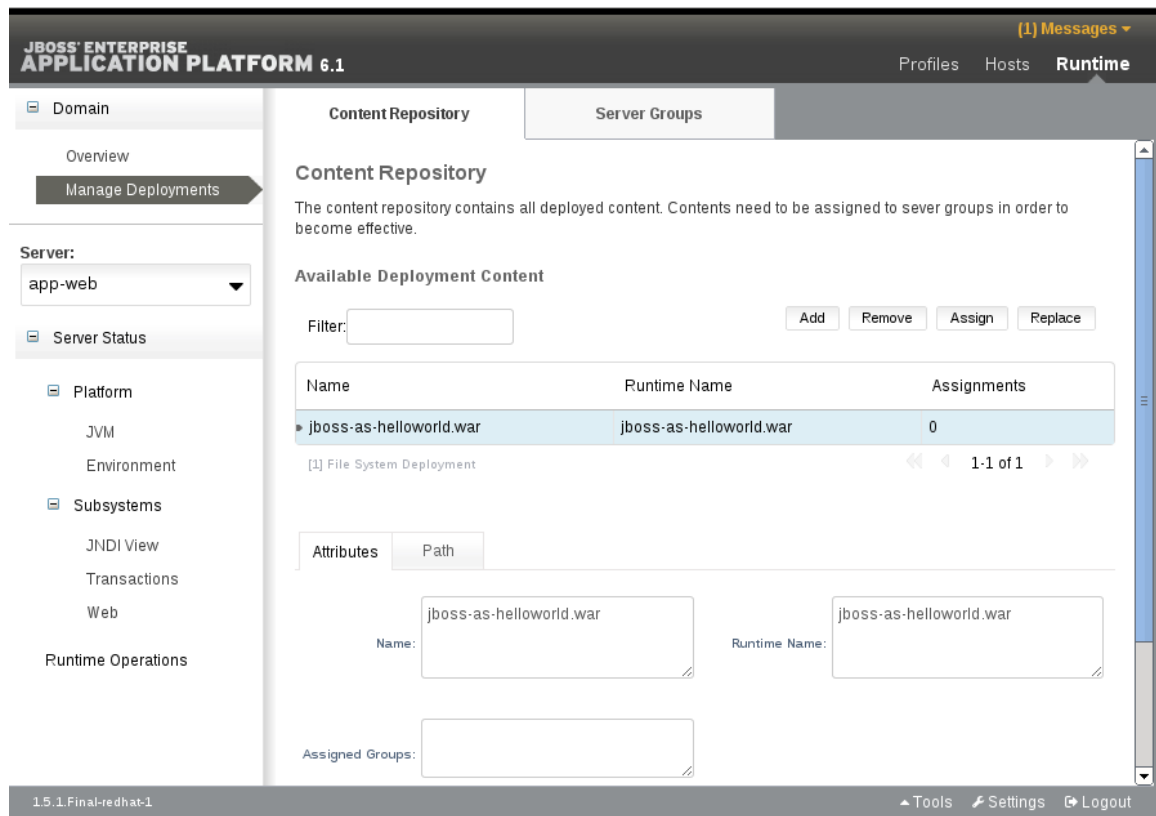 (1) Messages
JBOSS' ENTERPRISE
APPLICATION PLATFORM 6.1
Profiles Hosts Runtime
Domain
Overview
Manage Deployments
Server:
app-web
Server Status
Platform
JVM
Environment
Subsystems
JNDI View
Transactions
Web
Runtime Operations
Content Repository Server Groups
Content Repository
The content repository contains all deployed content. Contents need to be assigned to sever groups in order to
become effective.
Available Deployment Content
Filter:
Add Remove Assign Replace
Name Runtime Name Assignments
jboss-as-helloworld.war jboss-as-helloworld.war 0
[1] File System Deployment 1-1 of 1
Attributes Path
Name: jboss-as-helloworld.war Runtime Name: jboss-as-helloworld.war
Assigned Groups:
1.5.1.Final-redhat-1 Tools Settings Logout